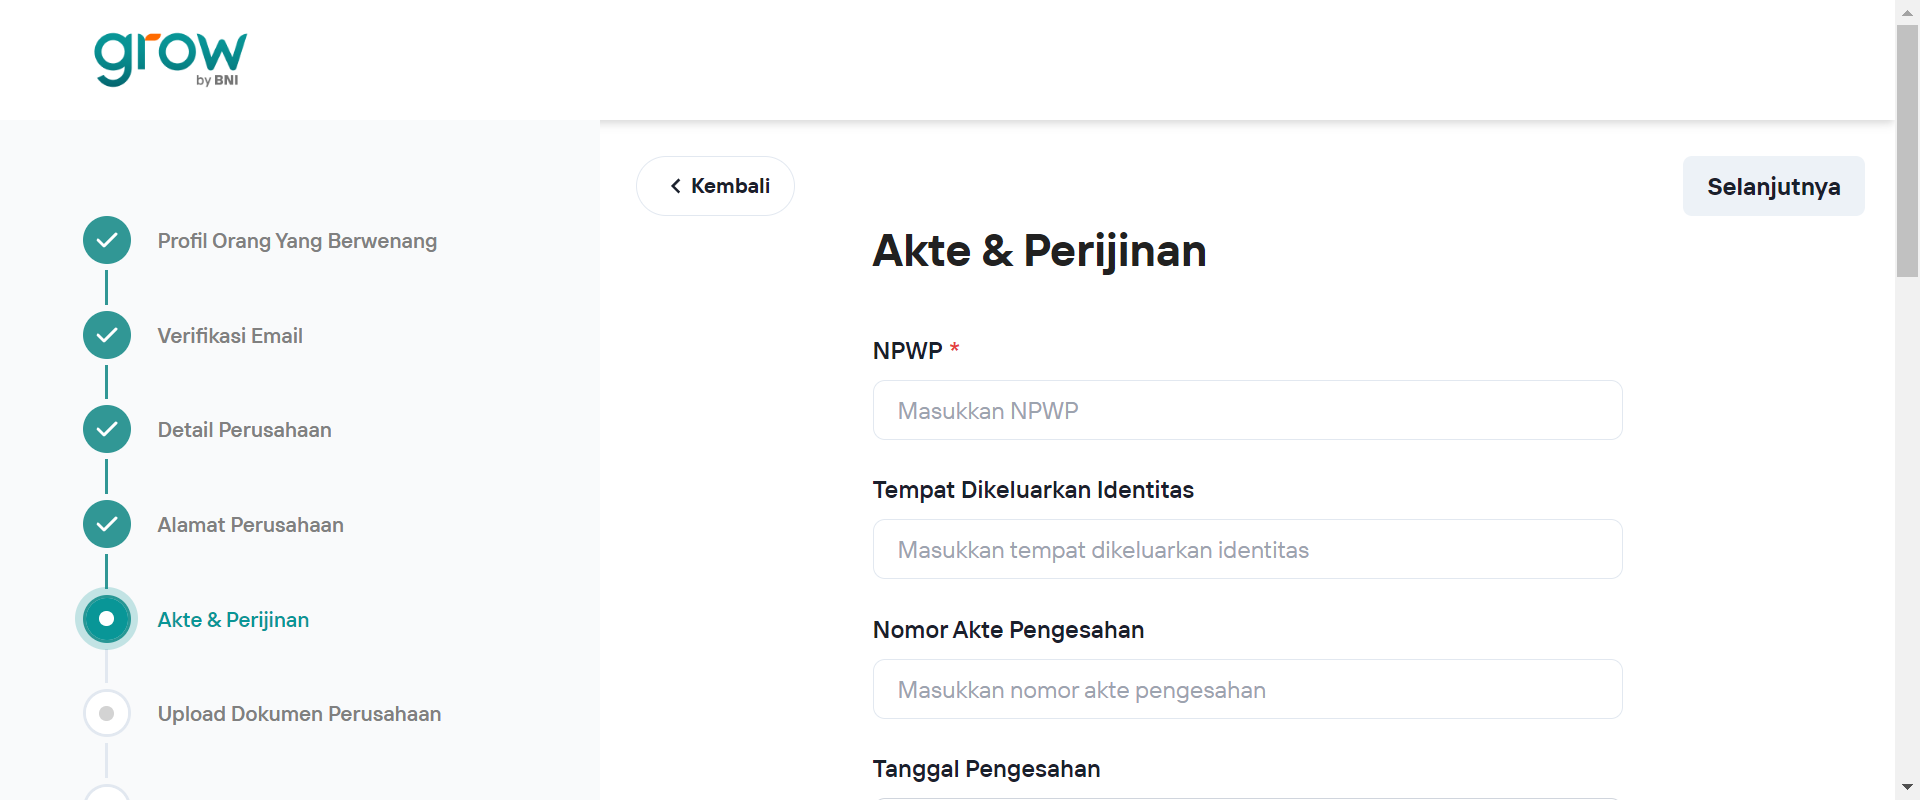 grow
by BNI
Kembali
Selanjutnya
Akte & Perijinan
Profil Orang Yang Berwenang
Verifikasi Email
Detail Perusahaan
Alamat Perusahaan
Akte & Perijinan
Upload Dokumen Perusahaan
NPWP *
Masukkan NPWP
Tempat Dikeluarkan Identitas
Masukkan tempat dikeluarkan identitas
Nomor Akte Pengesahan
Masukkan nomor akte pengesahan
Tanggal Pengesahan